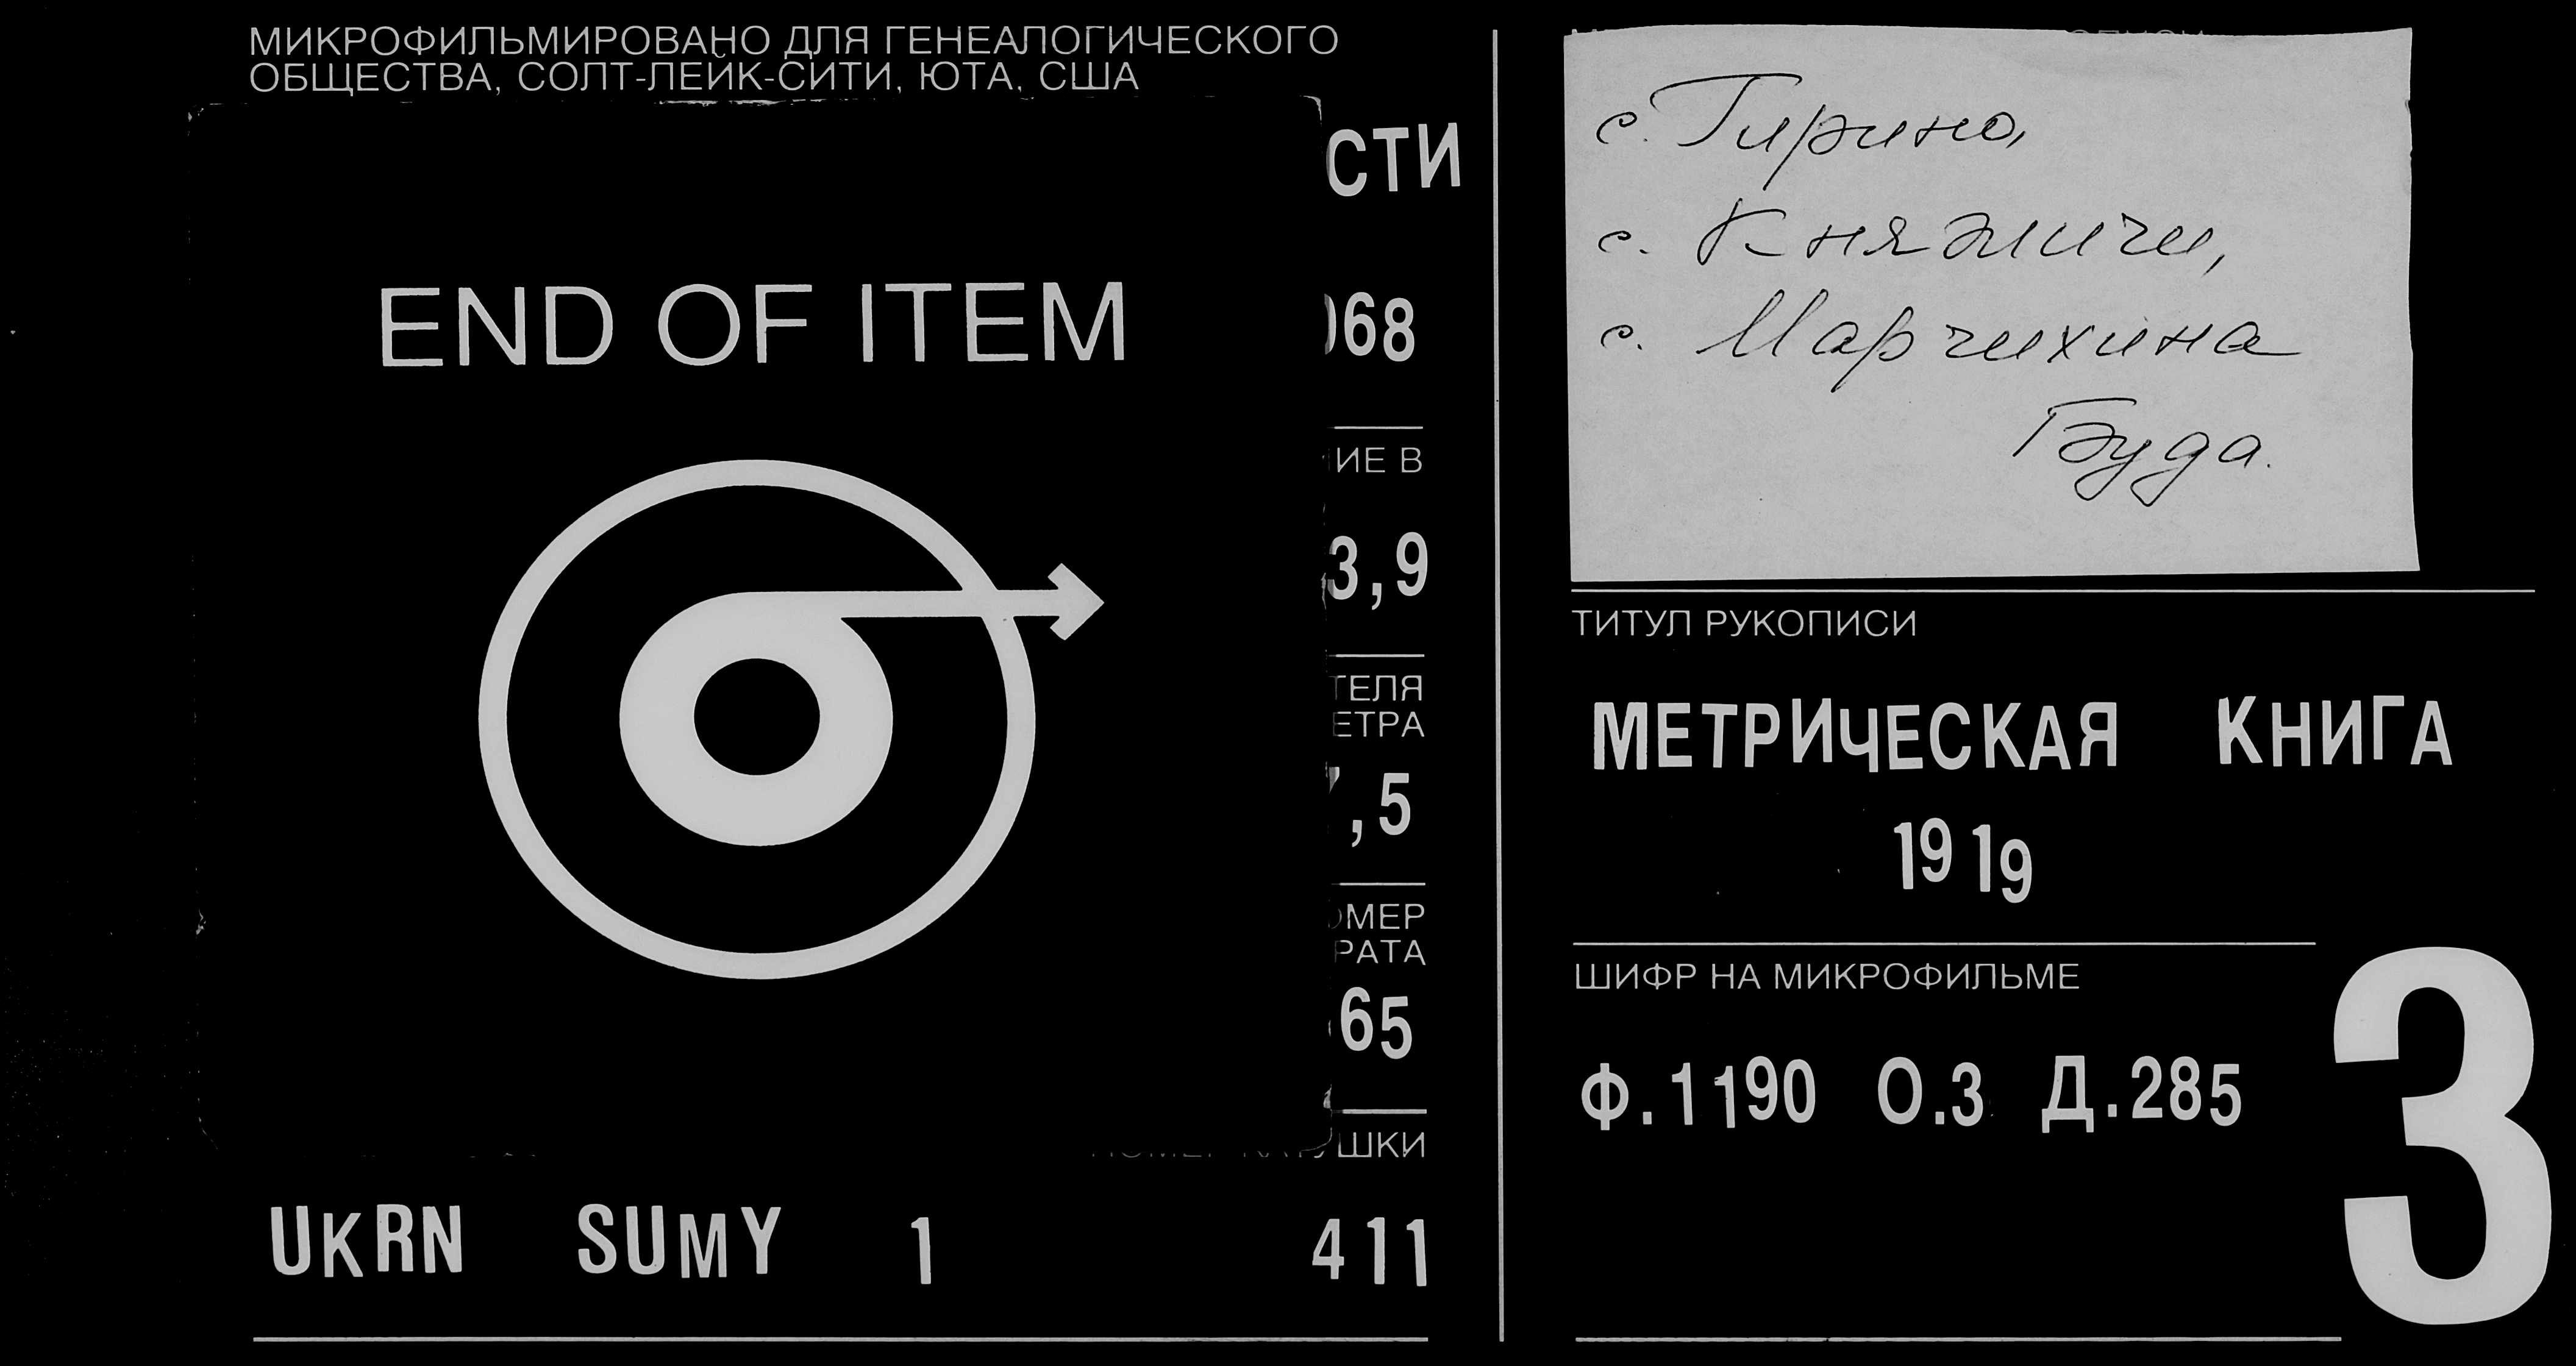 МИКРОФИЛЬМИРОВАНО ДЛЯ ГЕНЕАЛОГИЧЕСКОГО
ОБЩЕСТВА, СОЛТ-ЛЕЙК-СИТИ, ЮТА, США
СТИ
END OF ITEM
068
ИЕ В
3,9
ТЕЛЯ
ЕТРА
,5
ОМЕР
РАТА
65
ШКИ
UKRN SUMY 1 411
с. Гирино,
с. Княжичи,
с. Марчихина
Буда.
ТИТУЛ РУКОПИСИ
МЕТРИЧЕСКАЯ КНИГА
1919
ШИФР НА МИКРОФИЛЬМЕ
Ф.1190 О.3 Д.285
3